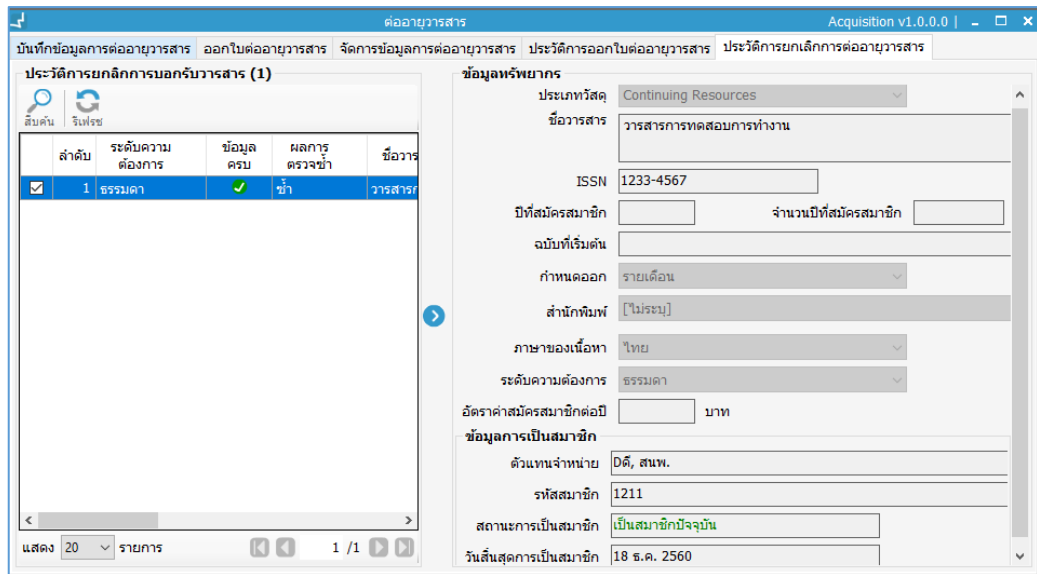 ต่ออายุวารสาร
Acquisition v1.0.0.0 |
บันทึกข้อมูลการต่ออายุวารสาร ออกใบต่ออายุวารสาร จัดการข้อมูลการต่ออายุวารสาร ประวัติการออกใบต่ออายุวารสาร ประวัติการยกเลิกการต่ออายุวารสาร
ประวัติการยกลิกการบอกรับวารสาร (1)
สืบค้น รีเฟรช
ลำดับ ระดับความต้องการ ข้อมูลครบ ผลการตรวจซ้ำ ชื่อวาร
1 ธรรมดา ซ้ำ วารสารก
แสดง 20 รายการ 1 /1
ข้อมูลทรัพยากร
ประเภทวัสดุ Continuing Resources
ชื่อวารสาร วารสารการทดสอบการทำงาน
ISSN 1233-4567
ปีที่สมัครสมาชิก จำนวนปีที่สมัครสมาชิก
ฉบับที่เริ่มต้น
กำหนดออก รายเดือน
สำนักพิมพ์ [ไม่ระบุ]
ภาษาของเนื้อหา ไทย
ระดับความต้องการ ธรรมดา
อัตราค่าสมัครสมาชิกต่อปี บาท
ข้อมูลการเป็นสมาชิก
ตัวแทนจำหน่าย Dดี, สนพ.
รหัสสมาชิก 1211
สถานะการเป็นสมาชิก เป็นสมาชิกปัจจุบัน
วันสิ้นสุดการเป็นสมาชิก 18 ธ.ค. 2560